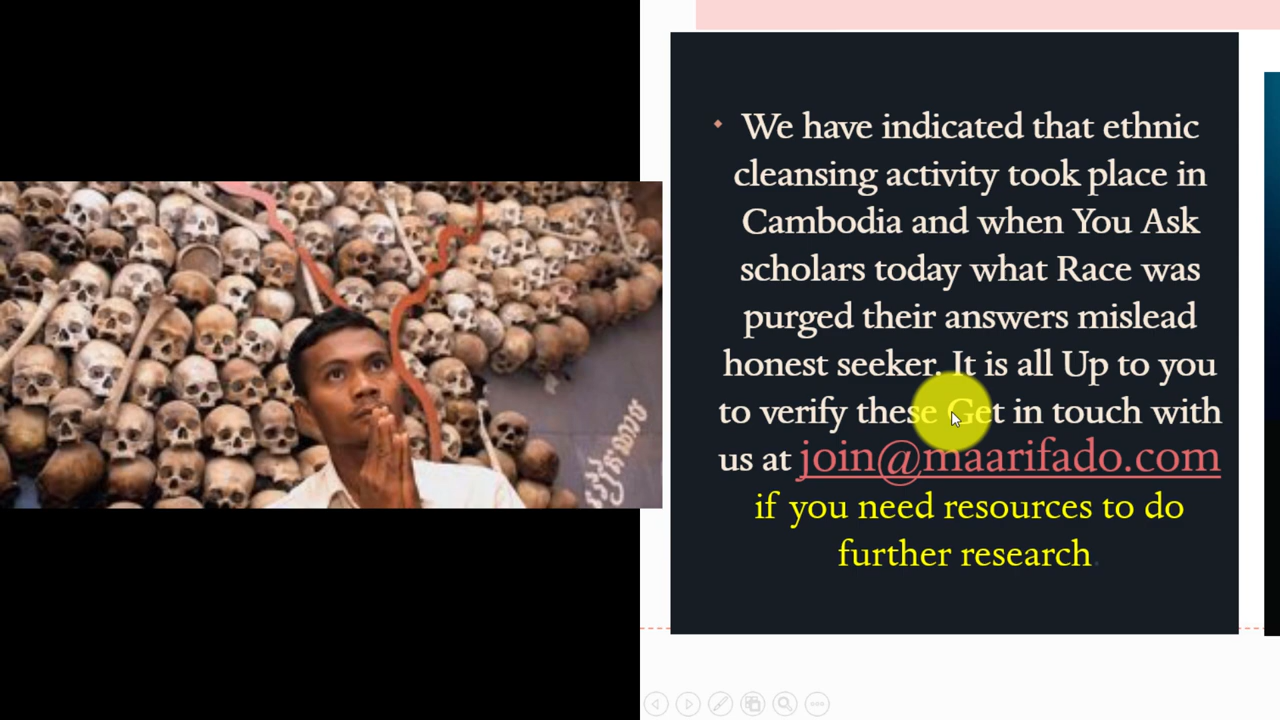 We have indicated that ethnic
cleansing activity took place in
Cambodia and when You Ask
scholars today what Race was
purged their answers mislead
honest seeker. It is all Up to you
to verify these Get in touch with
us at join@maarifado.com
if you need resources to do
further research.